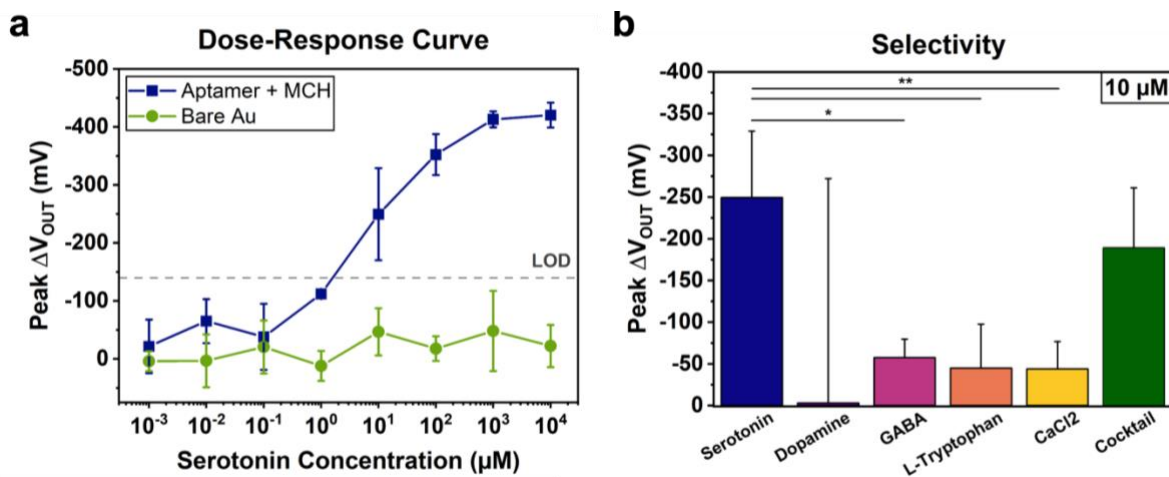 a
Dose-Response Curve
Peak ΔV_OUT (mV)
-500
-400
-300
-200
-100
0
Aptamer + MCH
Bare Au
LOD
10⁻³ 10⁻² 10⁻¹ 10⁰ 10¹ 10² 10³ 10⁴
Serotonin Concentration (µM)
b
Selectivity
Peak ΔV_OUT (mV)
-400
-350
-300
-250
-200
-150
-100
-50
0
10 µM
**
*
Serotonin Dopamine GABA L-Tryptophan CaCl2 Cocktail